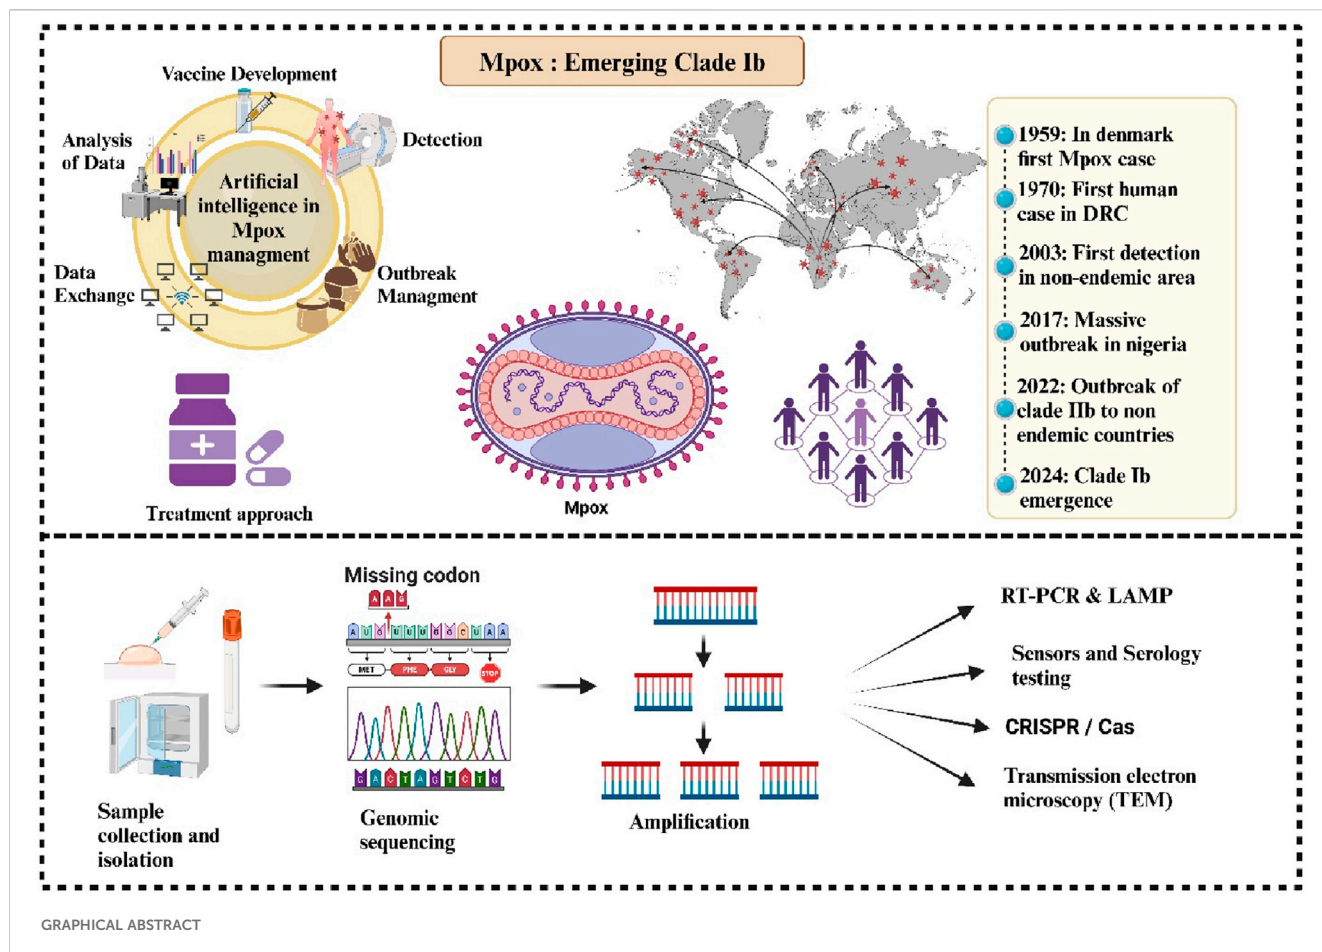 Mpox : Emerging Clade Ib
Vaccine Development
Analysis
of Data
Detection
Artificial
intelligence in
Mpox
managment
Data
Exchange
Outbreak
Managment
Treatment approach
Mpox
1959: In denmark
first Mpox case
1970: First human
case in DRC
2003: First detection
in non-endemic area
2017: Massive
outbreak in nigeria
2022: Outbreak of
clade IIb to non
endemic countries
2024: Clade Ib
emergence
Sample
collection and
isolation
Missing codon
A A G
A U G U U U G G C U A A
MET PHE GLY STOP
G A C T A G T C T G
Genomic
sequencing
Amplification
RT-PCR & LAMP
Sensors and Serology
testing
CRISPR / Cas
Transmission electron
microscopy (TEM)
GRAPHICAL ABSTRACT